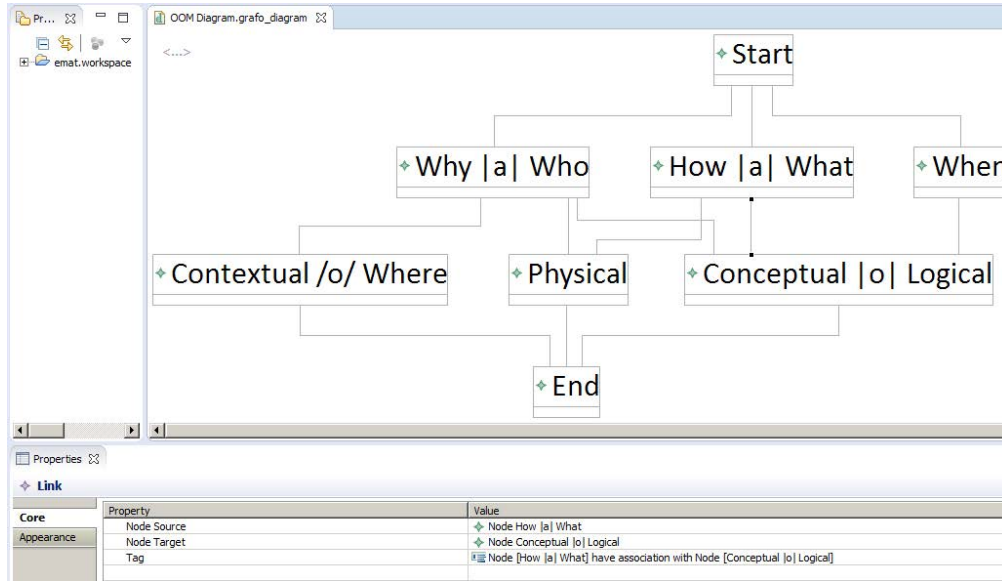 Pr...
OOM Diagram.grafo_diagram
emat.workspace
<...>
Start
Why |a| Who
How |a| What
When
Contextual /o/ Where
Physical
Conceptual |o| Logical
End
Properties
Link
Core
Appearance
Property Value
Node Source Node How |a| What
Node Target Node Conceptual |o| Logical
Tag Node [How |a| What] have association with Node [Conceptual |o| Logical]